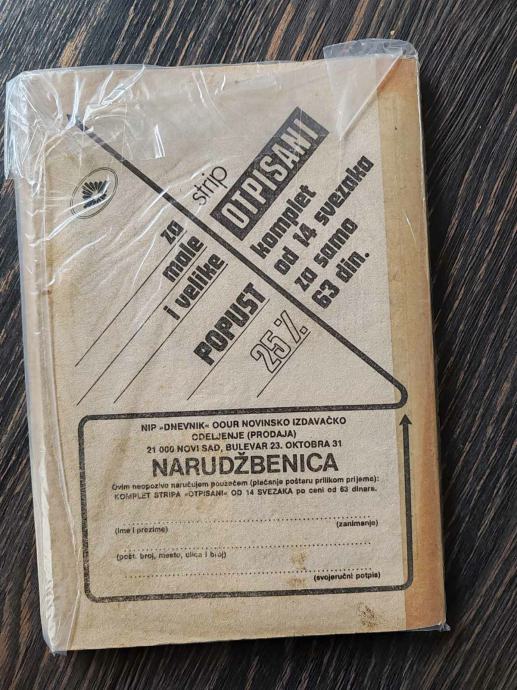 strip
OTPISANI
za
male
i velike
komplet
od 14 svezaka
za samo
63 din.
POPUST
25%
NIP »DNEVNIK« OOUR NOVINSKO IZDAVAČKO
ODELJENJE (PRODAJA)
21 000 NOVI SAD, BULEVAR 23. OKTOBRA 31
NARUDŽBENICA
Ovim neopozivo naručujem pouzećem (plaćanje poštaru prilikom prijema):
KOMPLET STRIPA »OTPISANI« OD 14 SVEZAKA po ceni od 63 dinara.
(ime i prezime) (zanimanje)
(pošt. broj, mesto, ulica i broj)
(svojeručni potpis)